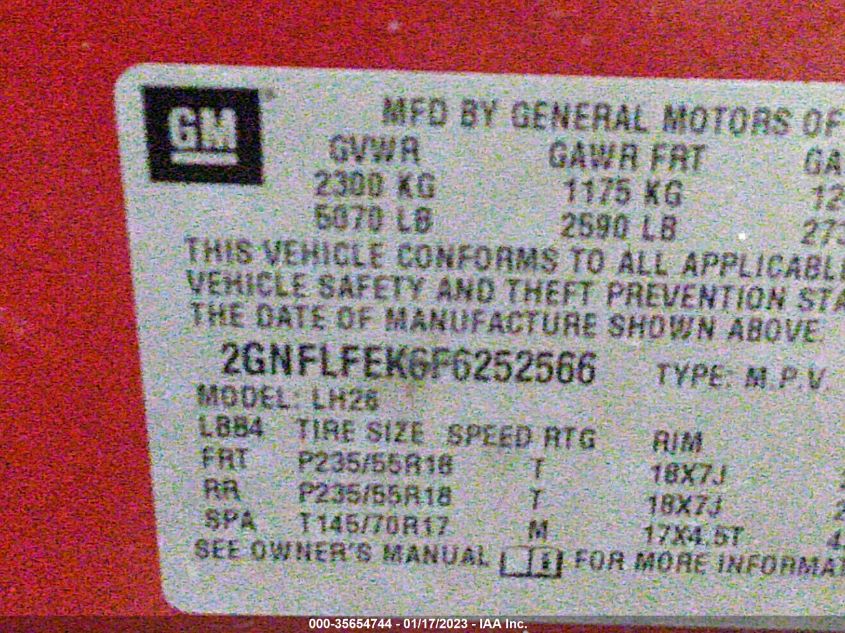 GM
MFD BY GENERAL MOTORS OF
GVWR GAWR FRT GA
2300 KG 1175 KG 12
5070 LB 2590 LB 273
THIS VEHICLE CONFORMS TO ALL APPLICABL
VEHICLE SAFETY AND THEFT PREVENTION STA
THE DATE OF MANUFACTURE SHOWN ABOVE.
2GNFLFEK6F6252566 TYPE: M.P.V.
MODEL: LH26
TIRE SIZE SPEED RTG RIM
FRT P235/55R18 T 18X7J
RR P235/55R18 T 18X7J
SPA T145/70R17 M 17X4.5T
SEE OWNER'S MANUAL FOR MORE INFORMAT
000-35654744 - 01/17/2023 - IAA Inc.